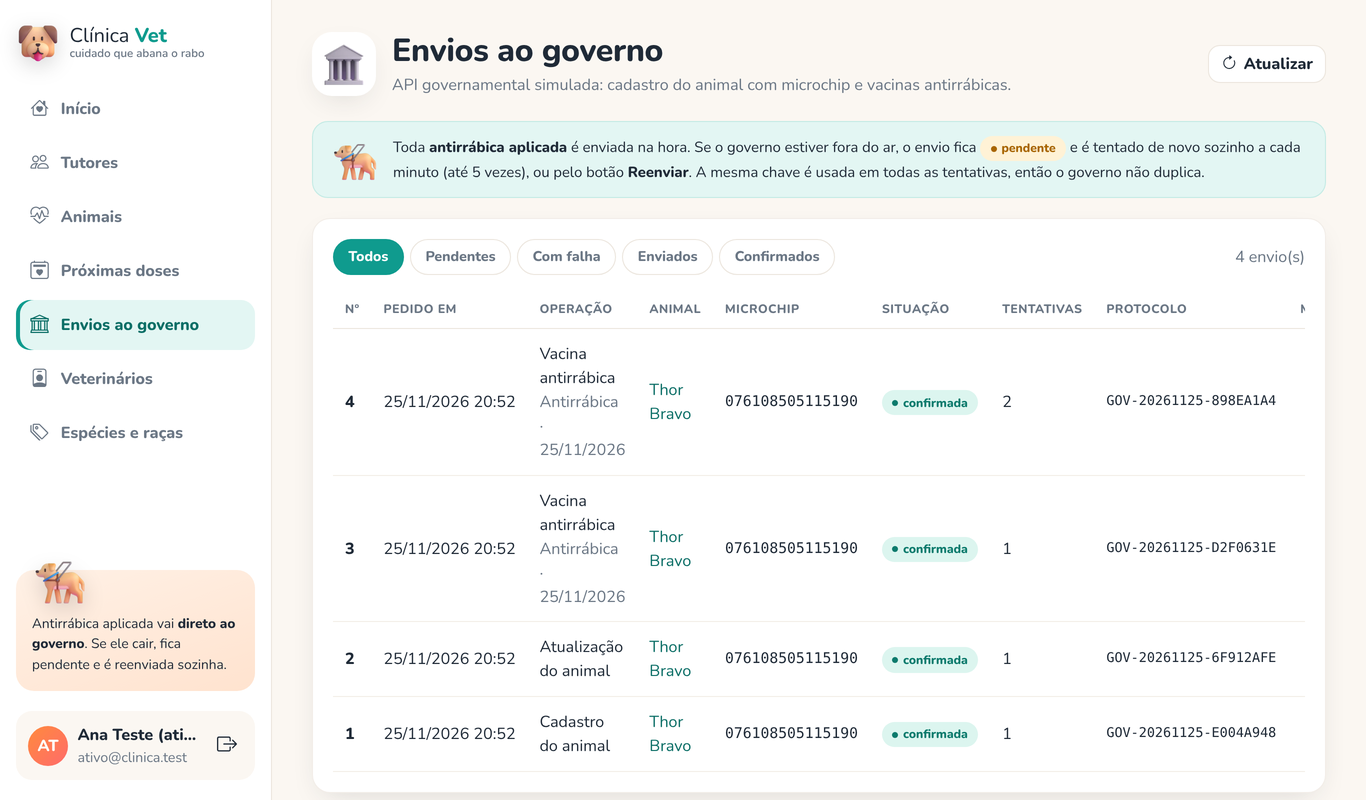 Clínica Vet
cuidado que abana o rabo
Início
Tutores
Animais
Próximas doses
Envios ao governo
Veterinários
Espécies e raças
Antirrábica aplicada vai direto ao
governo. Se ele cair, fica
pendente e é reenviada sozinha.
AT
Ana Teste (ati...
ativo@clinica.test
Envios ao governo
API governamental simulada: cadastro do animal com microchip e vacinas antirrábicas.
Atualizar
Toda antirrábica aplicada é enviada na hora. Se o governo estiver fora do ar, o envio fica pendente e é tentado de novo sozinho a cada
minuto (até 5 vezes), ou pelo botão Reenviar. A mesma chave é usada em todas as tentativas, então o governo não duplica.
Todos Pendentes Com falha Enviados Confirmados 4 envio(s)
Nº PEDIDO EM OPERAÇÃO ANIMAL MICROCHIP SITUAÇÃO TENTATIVAS PROTOCOLO
4 25/11/2026 20:52 Vacina antirrábica Antirrábica · 25/11/2026 Thor Bravo 076108505115190 confirmada 2 GOV-20261125-898EA1A4
3 25/11/2026 20:52 Vacina antirrábica Antirrábica · 25/11/2026 Thor Bravo 076108505115190 confirmada 1 GOV-20261125-D2F0631E
2 25/11/2026 20:52 Atualização do animal Thor Bravo 076108505115190 confirmada 1 GOV-20261125-6F912AFE
1 25/11/2026 20:52 Cadastro do animal Thor Bravo 076108505115190 confirmada 1 GOV-20261125-E004A948